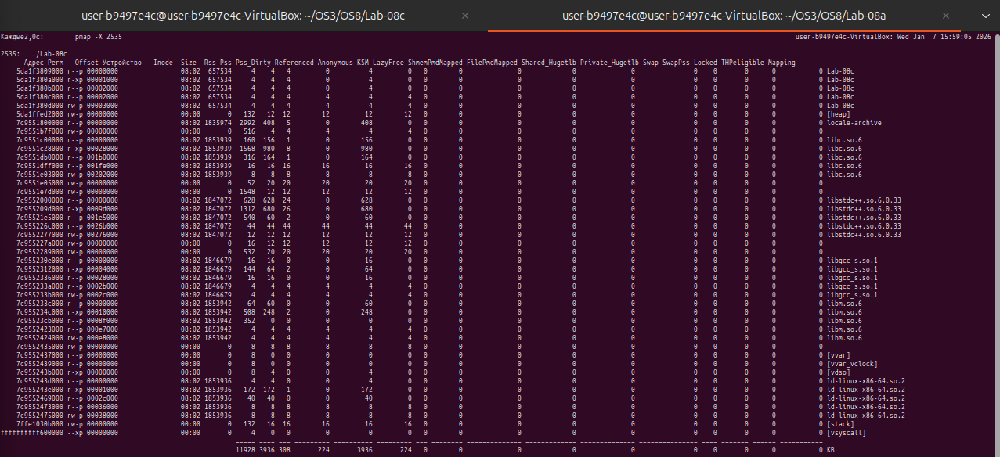 user-b9497e4c@user-b9497e4c-VirtualBox: ~/OS3/OS8/Lab-08c × user-b9497e4c@user-b9497e4c-VirtualBox: ~/OS3/OS8/Lab-08a ×
Каждые2,0с: pmap -X 2535 user-b9497e4c-VirtualBox: Wed Jan 7 15:59:05 2026
2535: ./Lab-08c
Адрес Perm Offset Устройство Inode Size Rss Pss Pss_Dirty Referenced Anonymous KSM LazyFree ShmemPmdMapped FilePmdMapped Shared_Hugetlb Private_Hugetlb Swap SwapPss Locked THPeligible Mapping
5da1f3809000 r--p 00000000 08:02 657534 4 4 4 0 4 0 0 0 0 0 0 0 0 0 0 0 Lab-08c
5da1f380a000 r-xp 00001000 08:02 657534 4 4 4 0 4 0 0 0 0 0 0 0 0 0 0 0 Lab-08c
5da1f380b000 r--p 00002000 08:02 657534 4 4 4 0 4 0 0 0 0 0 0 0 0 0 0 0 Lab-08c
5da1f380c000 r--p 00002000 08:02 657534 4 4 4 4 4 4 0 0 0 0 0 0 0 0 0 0 Lab-08c
5da1f380d000 rw-p 00003000 08:02 657534 4 4 4 4 4 4 0 0 0 0 0 0 0 0 0 0 Lab-08c
5da1ffed2000 rw-p 00000000 00:00 0 132 12 12 12 12 12 0 0 0 0 0 0 0 0 0 0 [heap]
7c9551800000 r--p 00000000 08:02 1835974 2992 408 5 0 408 0 0 0 0 0 0 0 0 0 0 0 locale-archive
7c9551b7f000 rw-p 00000000 00:00 0 516 4 4 4 4 4 0 0 0 0 0 0 0 0 0 0
7c9551c00000 r--p 00000000 08:02 1853939 160 156 1 0 156 0 0 0 0 0 0 0 0 0 0 0 libc.so.6
7c9551c28000 r-xp 00028000 08:02 1853939 1568 980 8 0 980 0 0 0 0 0 0 0 0 0 0 0 libc.so.6
7c9551db0000 r--p 001b0000 08:02 1853939 316 164 1 0 164 0 0 0 0 0 0 0 0 0 0 0 libc.so.6
7c9551dff000 r--p 001fe000 08:02 1853939 16 16 16 16 16 16 0 0 0 0 0 0 0 0 0 0 libc.so.6
7c9551e03000 rw-p 00202000 08:02 1853939 8 8 8 8 8 8 0 0 0 0 0 0 0 0 0 0 libc.so.6
7c9551e05000 rw-p 00000000 00:00 0 52 20 20 20 20 20 0 0 0 0 0 0 0 0 0 0
7c9551e7d000 rw-p 00000000 00:00 0 1548 12 12 12 12 12 0 0 0 0 0 0 0 0 0 0
7c9552000000 r--p 00000000 08:02 1847072 628 628 24 0 628 0 0 0 0 0 0 0 0 0 0 0 libstdc++.so.6.0.33
7c955209d000 r-xp 0009d000 08:02 1847072 1312 680 26 0 680 0 0 0 0 0 0 0 0 0 0 0 libstdc++.so.6.0.33
7c95521e5000 r--p 001e5000 08:02 1847072 540 60 2 0 60 0 0 0 0 0 0 0 0 0 0 0 libstdc++.so.6.0.33
7c955226c000 r--p 0026b000 08:02 1847072 44 44 44 44 44 44 0 0 0 0 0 0 0 0 0 0 libstdc++.so.6.0.33
7c9552277000 rw-p 00276000 08:02 1847072 12 12 12 12 12 12 0 0 0 0 0 0 0 0 0 0 libstdc++.so.6.0.33
7c955227a000 rw-p 00000000 00:00 0 16 12 12 12 12 12 0 0 0 0 0 0 0 0 0 0
7c9552289000 rw-p 00000000 00:00 0 532 20 20 20 20 20 0 0 0 0 0 0 0 0 0 0
7c955230e000 r--p 00000000 08:02 1846679 16 16 0 0 16 0 0 0 0 0 0 0 0 0 0 0 libgcc_s.so.1
7c9552312000 r-xp 00004000 08:02 1846679 144 64 2 0 64 0 0 0 0 0 0 0 0 0 0 0 libgcc_s.so.1
7c9552336000 r--p 00028000 08:02 1846679 16 16 0 0 16 0 0 0 0 0 0 0 0 0 0 0 libgcc_s.so.1
7c955233a000 r--p 0002b000 08:02 1846679 4 4 4 4 4 4 0 0 0 0 0 0 0 0 0 0 libgcc_s.so.1
7c955233b000 rw-p 0002c000 08:02 1846679 4 4 4 4 4 4 0 0 0 0 0 0 0 0 0 0 libgcc_s.so.1
7c955233c000 r--p 00000000 08:02 1853942 64 60 0 0 60 0 0 0 0 0 0 0 0 0 0 0 libm.so.6
7c955234c000 r-xp 00010000 08:02 1853942 508 248 2 0 248 0 0 0 0 0 0 0 0 0 0 0 libm.so.6
7c95523cb000 r--p 0008f000 08:02 1853942 352 0 0 0 0 0 0 0 0 0 0 0 0 0 0 0 libm.so.6
7c9552423000 r--p 000e7000 08:02 1853942 4 4 4 4 4 4 0 0 0 0 0 0 0 0 0 0 libm.so.6
7c9552424000 rw-p 000e8000 08:02 1853942 4 4 4 4 4 4 0 0 0 0 0 0 0 0 0 0 libm.so.6
7c9552435000 rw-p 00000000 00:00 0 8 8 8 8 8 8 0 0 0 0 0 0 0 0 0 0
7c9552437000 r--p 00000000 00:00 0 8 0 0 0 0 0 0 0 0 0 0 0 0 0 0 0 [vvar]
7c9552439000 r--p 00000000 00:00 0 8 0 0 0 0 0 0 0 0 0 0 0 0 0 0 0 [vvar_vclock]
7c955243b000 r-xp 00000000 00:00 0 8 4 0 0 4 0 0 0 0 0 0 0 0 0 0 0 [vdso]
7c955243d000 r--p 00000000 08:02 1853936 4 4 0 0 4 0 0 0 0 0 0 0 0 0 0 0 ld-linux-x86-64.so.2
7c955243e000 r-xp 00001000 08:02 1853936 172 172 1 0 172 0 0 0 0 0 0 0 0 0 0 0 ld-linux-x86-64.so.2
7c9552469000 r--p 0002c000 08:02 1853936 40 40 0 0 40 0 0 0 0 0 0 0 0 0 0 0 ld-linux-x86-64.so.2
7c9552473000 r--p 00036000 08:02 1853936 8 8 8 8 8 8 0 0 0 0 0 0 0 0 0 0 ld-linux-x86-64.so.2
7c9552475000 rw-p 00038000 08:02 1853936 8 8 8 8 8 8 0 0 0 0 0 0 0 0 0 0 ld-linux-x86-64.so.2
7ffe1030b000 rw-p 00000000 00:00 0 132 16 16 16 16 16 0 0 0 0 0 0 0 0 0 0 [stack]
ffffffffff600000 --xp 00000000 00:00 0 4 0 0 0 0 0 0 0 0 0 0 0 0 0 0 0 [vsyscall]
===== ==== === ========= ========== ========= === ======== ============== ============= ============== =============== ==== ======= ====== ===========
11928 3936 308 224 3936 224 0 0 0 0 0 0 0 0 0 0 KB